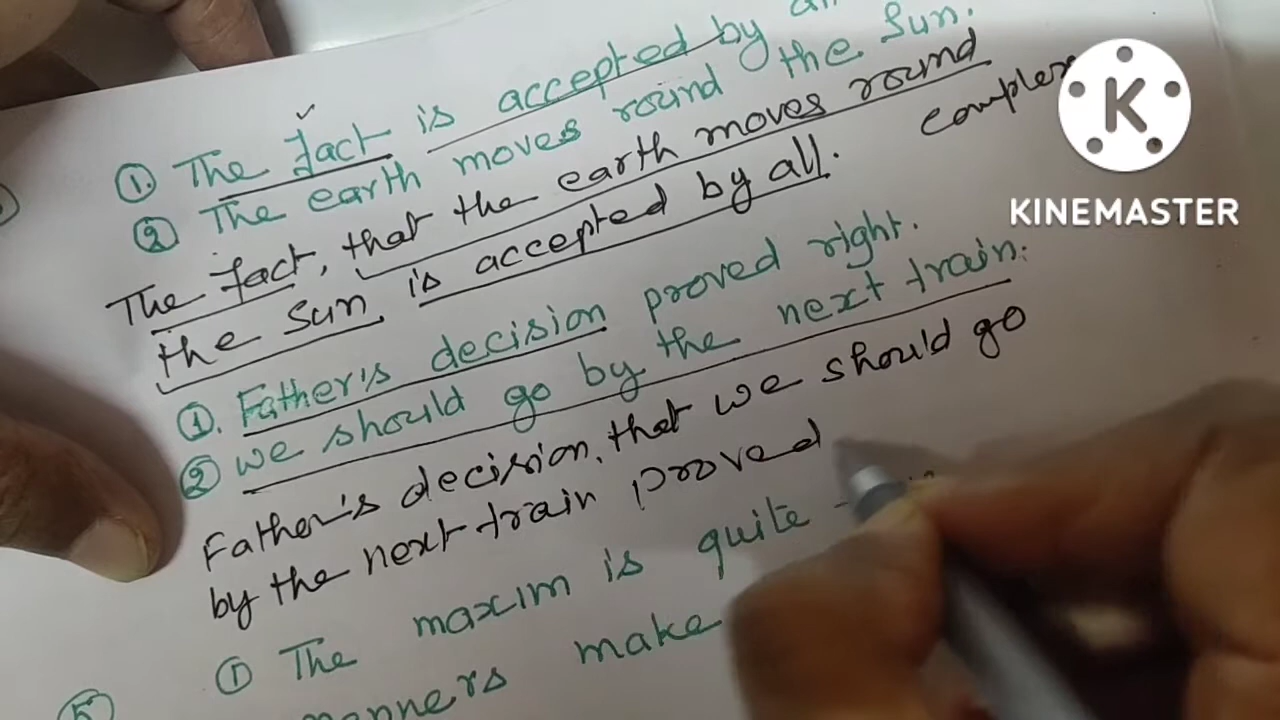 ① The fact is accepted by all
② The earth moves round the Sun.
The fact, that the earth moves round
the Sun, is accepted by all. complex
①. Father's decision proved right.
② we should go by the next train.
Father's decision, that we should go
by the next train proved
① The maxim is quite
manners make
5
KINEMASTER